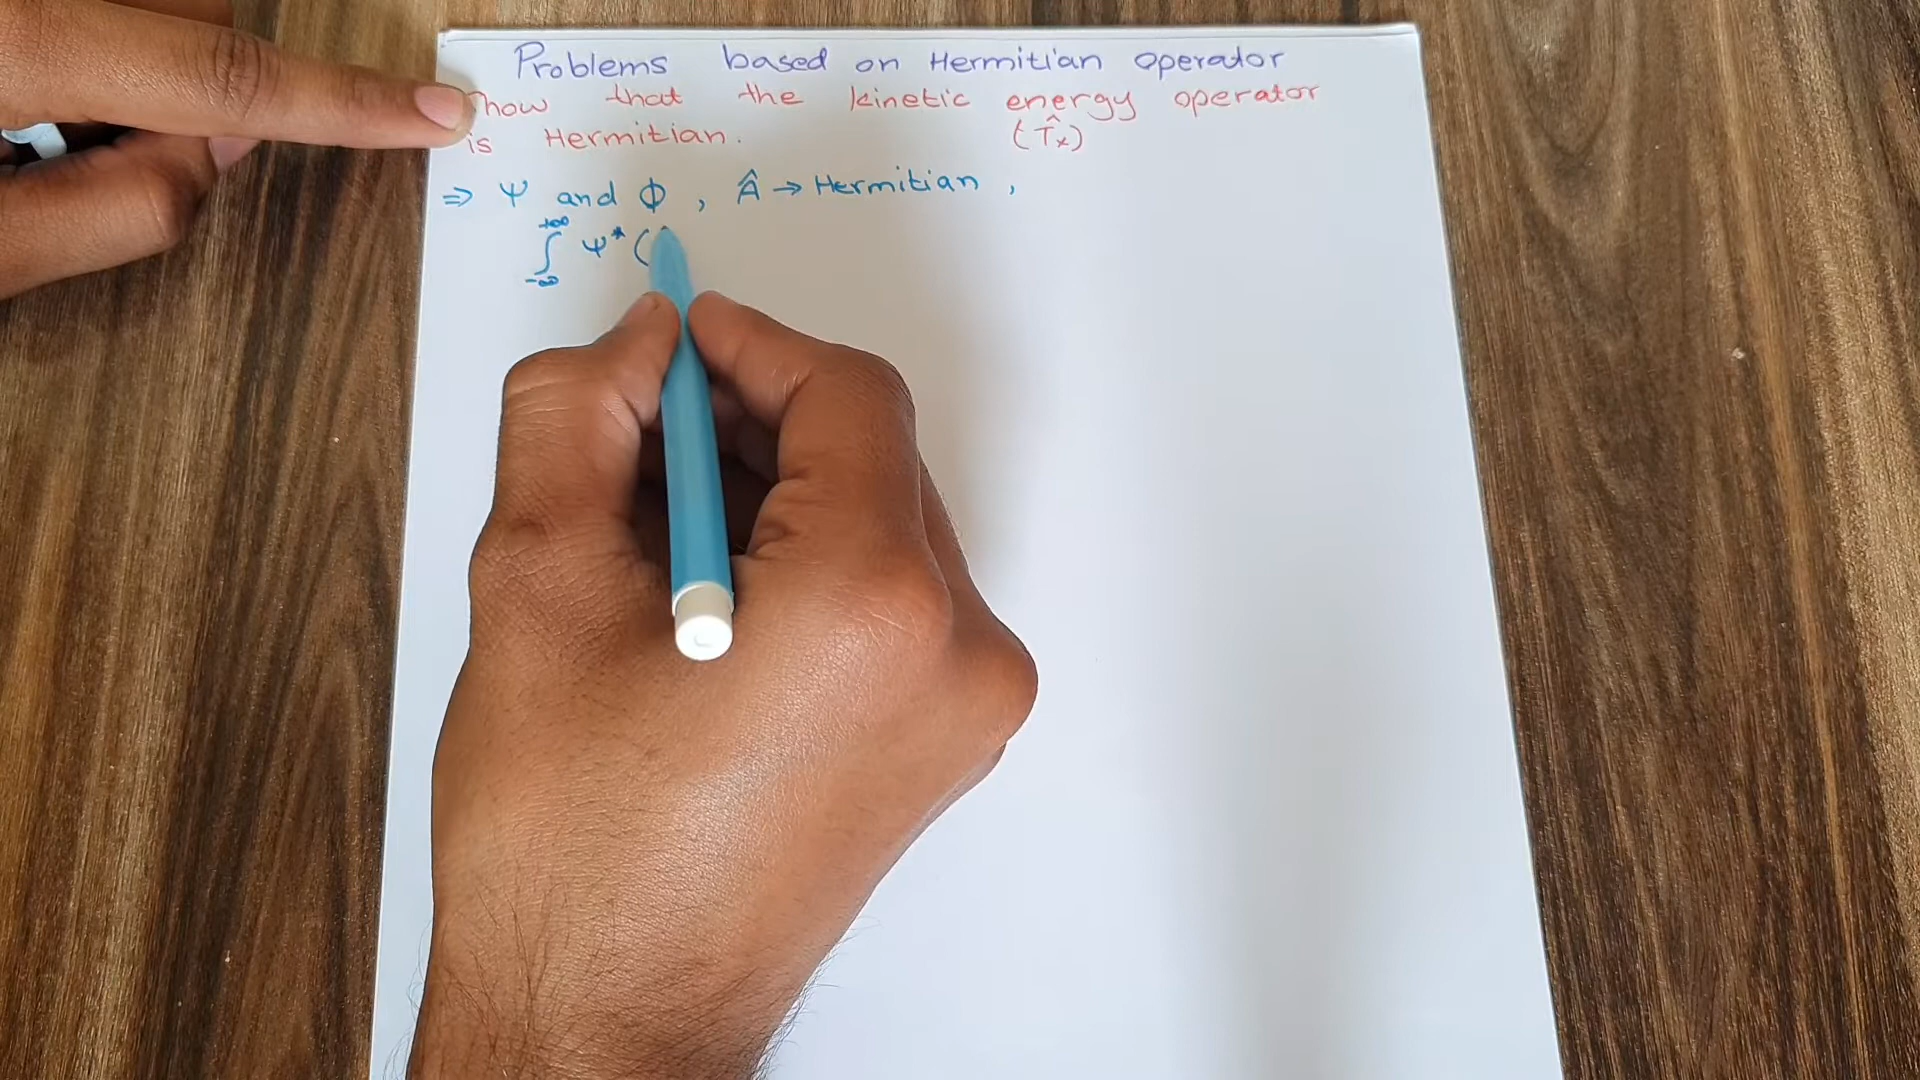 Problems based on Hermitian operator
how that the kinetic energy operator
is Hermitian. (T̂ₓ)
⇒ Ψ and Φ , Â → Hermitian ,
∫₋∞⁺∞ Ψ* (